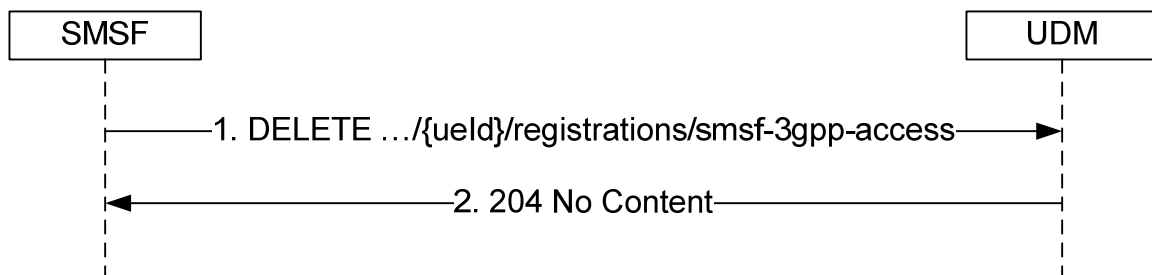 SMSF
UDM
1. DELETE …/{ueId}/registrations/smsf-3gpp-access
2. 204 No Content